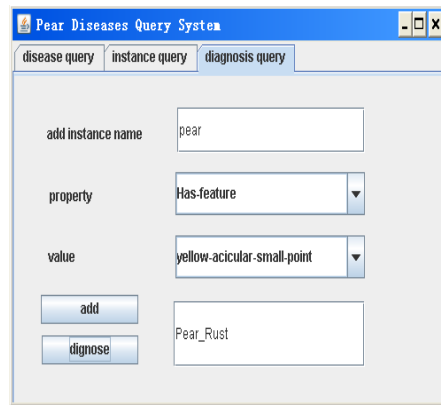 Pear Diseases Query System
disease query instance query diagnosis query
add instance name pear
property Has-feature
value yellow-acicular-small-point
add
Pear_Rust
dignose